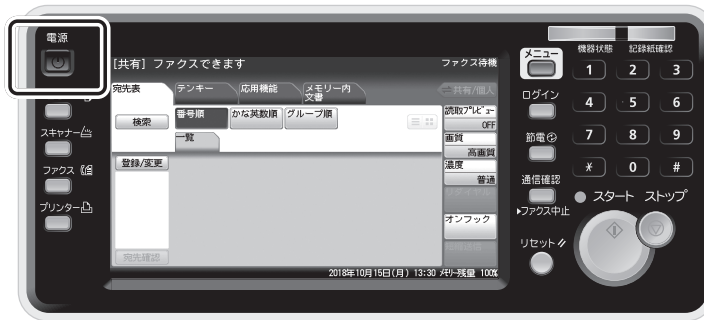 電源
機器状態 記録紙確認
メニュー
[共有] ファクスできます
ファクス待機
宛先表
テンキー
応用機能
メモリー内
文書
共有/個人
検索
番号順
かな英数順
グループ順
一覧
登録/変更
宛先確認
読取プレビュー
OFF
画質
高画質
濃度
普通
オンフック
2018年10月15日(月) 13:30 メモリー残量 100%
スキャナー
ファクス
プリンター
ログイン
節電
通信確認
▶ファクス中止
リセット
1 2 3
4 5 6
7 8 9
* 0 #
スタート ストップ